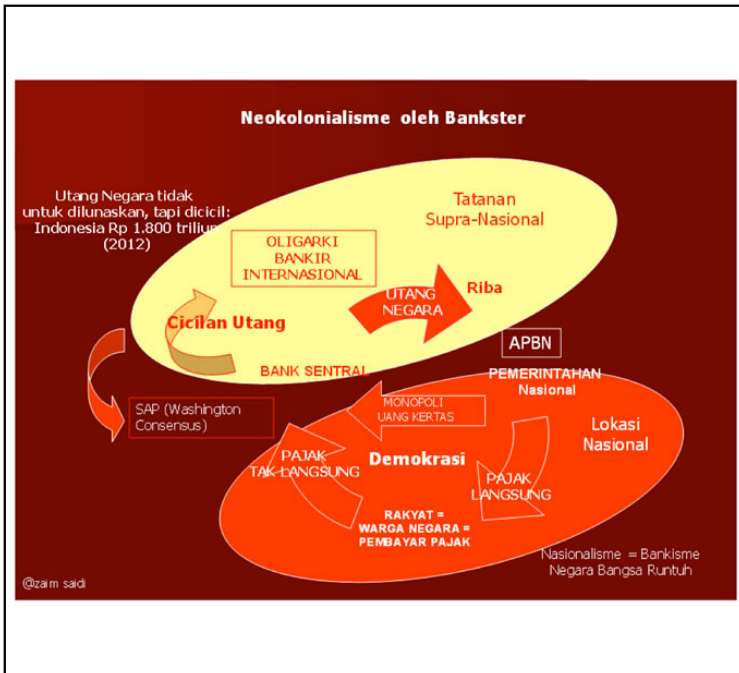 Neokolonialisme oleh Bankster
Utang Negara tidak
untuk dilunaskan, tapi dicicil:
Indonesia Rp 1.800 triliun
(2012)
Tatanan
Supra-Nasional
OLIGARKI
BANKIR
INTERNASIONAL
UTANG
NEGARA
Riba
Cicilan Utang
BANK SENTRAL
APBN
PEMERINTAHAN
Nasional
SAP (Washington
Consensus)
MONOPOLI
UANG KERTAS
Lokasi
Nasional
PAJAK
TAK LANGSUNG
Demokrasi
PAJAK
LANGSUNG
RAKYAT =
WARGA NEGARA =
PEMBAYAR PAJAK
Nasionalisme = Bankisme
Negara Bangsa Runtuh
@zaim saidi